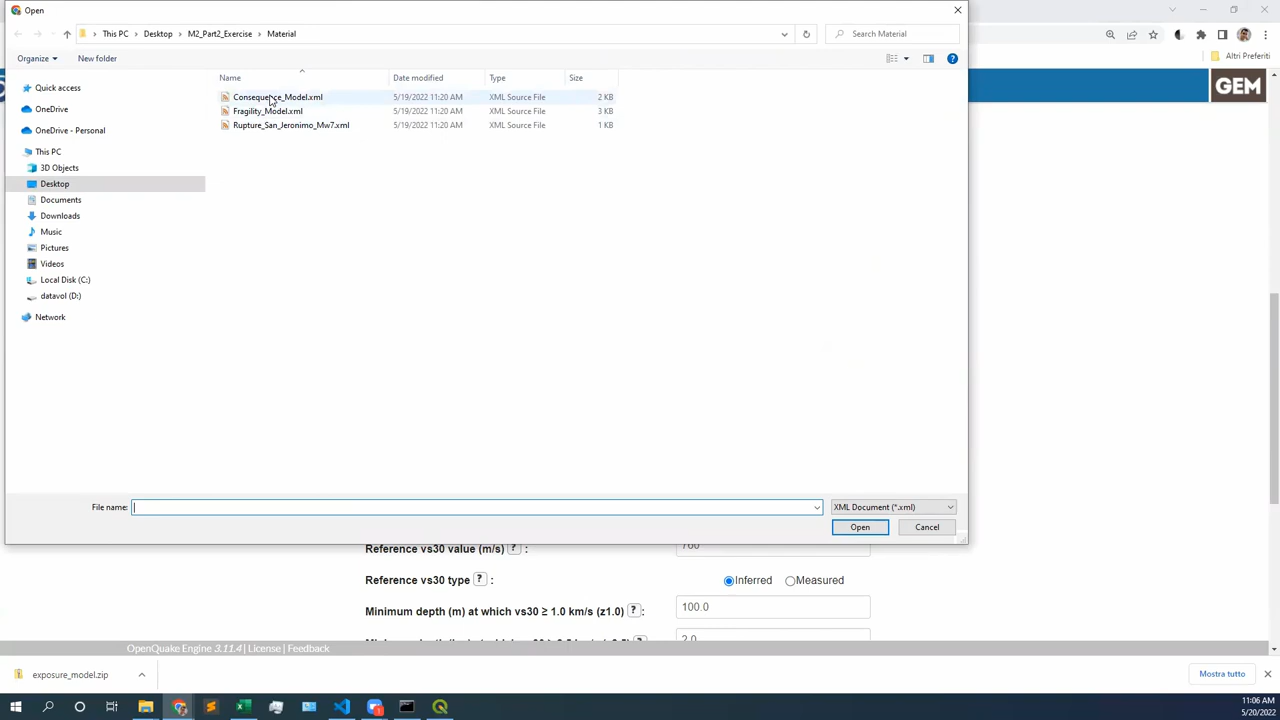 Open
This PC > Desktop > M2_Part2_Exercise > Material
Search Material
Organize
New folder
Altri Preferiti
GEM
Name
Date modified
Type
Size
Quick access
OneDrive
OneDrive - Personal
This PC
3D Objects
Desktop
Documents
Downloads
Music
Pictures
Videos
Local Disk (C:)
datavol (D:)
Network
Consequence_Model.xml 5/19/2022 11:20 AM XML Source File 2 KB
Fragility_Model.xml 5/19/2022 11:20 AM XML Source File 3 KB
Rupture_San_Jeronimo_Mw7.xml 5/19/2022 11:20 AM XML Source File 1 KB
File name:
XML Document (*.xml)
Open
Cancel
Reference vs30 value (m/s) ? :
Reference vs30 type ? : Inferred Measured
Minimum depth (m) at which vs30 ≥ 1.0 km/s (z1.0) ? : 100.0
2.0
OpenQuake Engine 3.11.4 | License | Feedback
exposure_model.zip
Mostra tutto
11:06 AM
5/20/2022